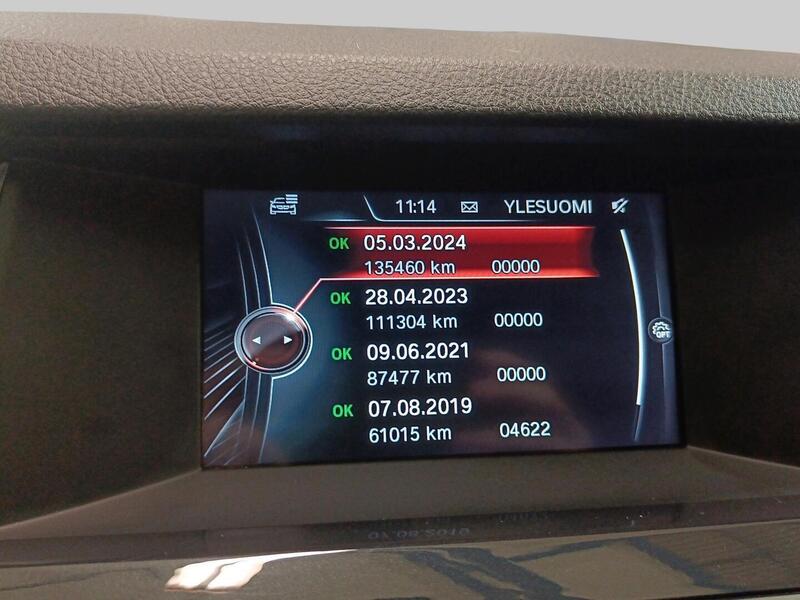 11:14 YLESUOMI
OK 05.03.2024
135460 km 00000
OK 28.04.2023
111304 km 00000
OPT
OK 09.06.2021
87477 km 00000
OK 07.08.2019
61015 km 04622